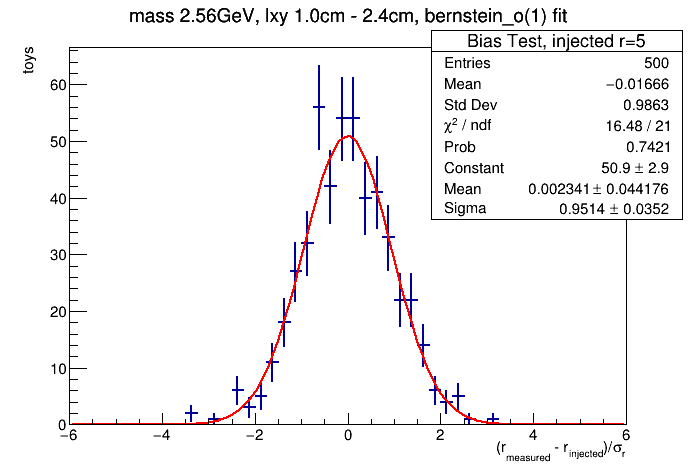 mass 2.56GeV, lxy 1.0cm - 2.4cm, bernstein_o(1) fit
Bias Test, injected r=5
Entries 500
Mean −0.01666
Std Dev 0.9863
χ² / ndf 16.48 / 21
Prob 0.7421
Constant 50.9 ± 2.9
Mean 0.002341 ± 0.044176
Sigma 0.9514 ± 0.0352
toys
60
50
40
30
20
10
0
−6 −4 −2 0 2 4 6
(r_measured - r_injected)/σ_r